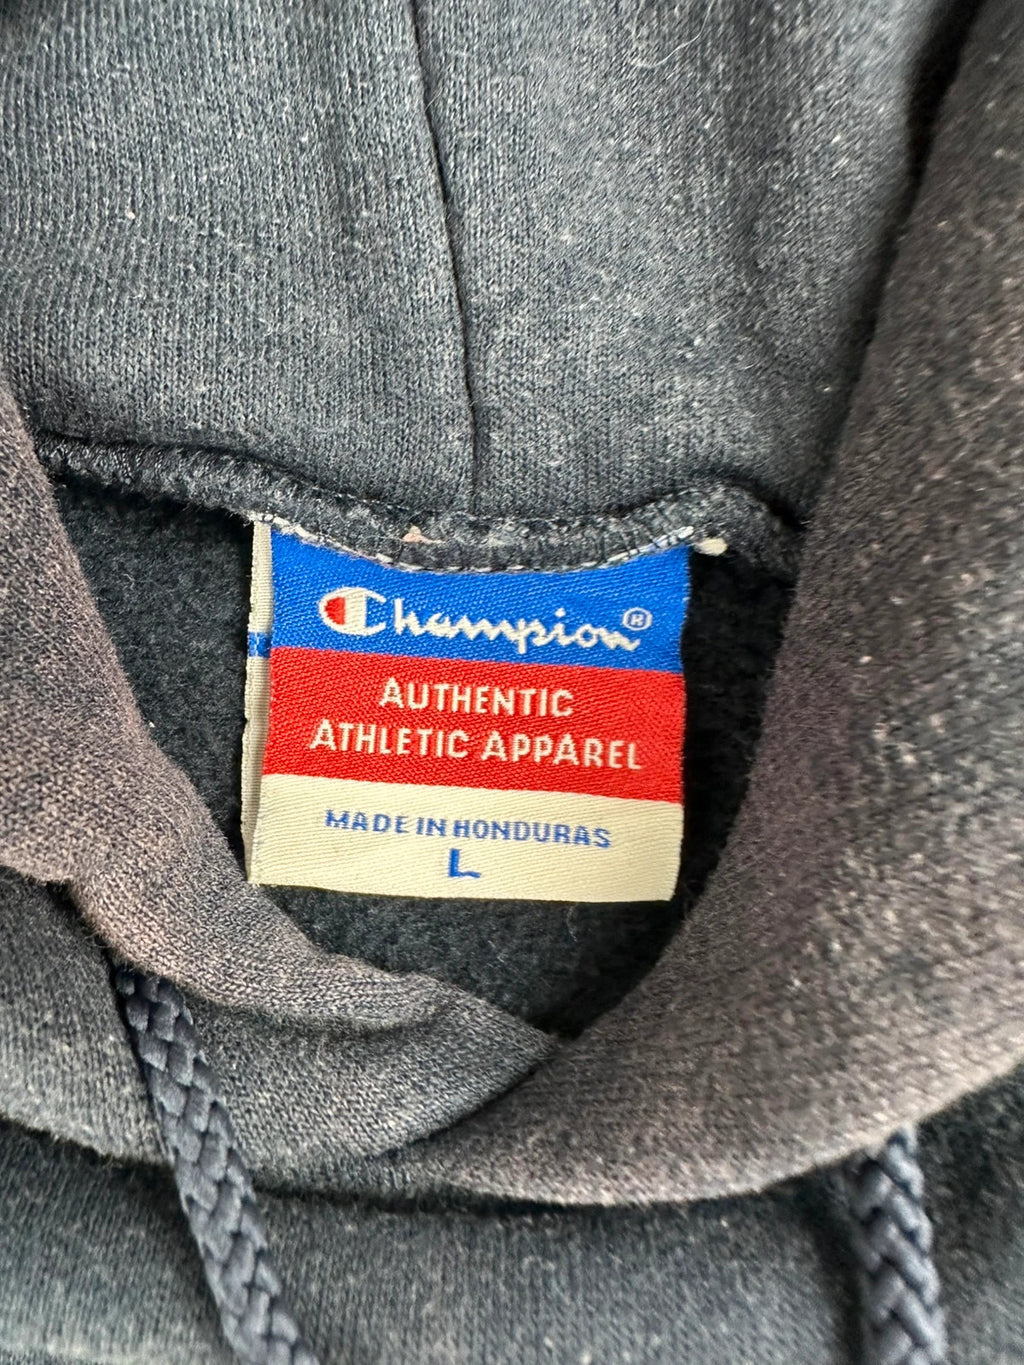 Champion®
AUTHENTIC
ATHLETIC APPAREL
MADE IN HONDURAS
L